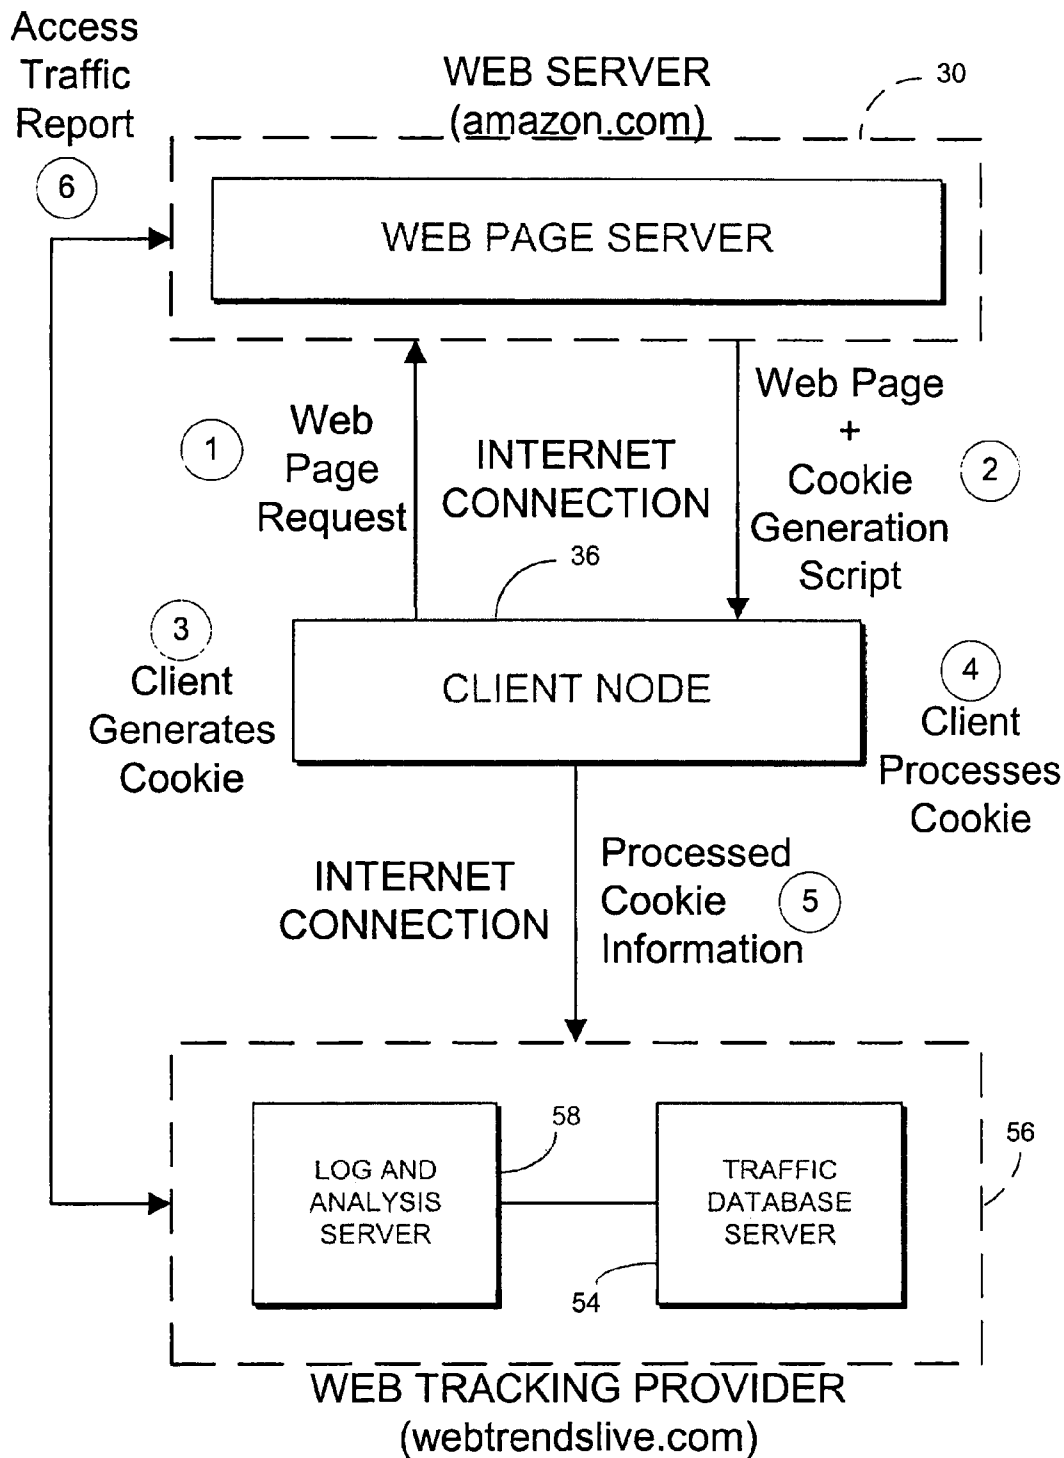 Access
Traffic
Report
6
WEB SERVER
(amazon.com)
30
WEB PAGE SERVER
1
Web
Page
Request
INTERNET
CONNECTION
Web Page
+
Cookie
Generation
Script
2
36
3
Client
Generates
Cookie
CLIENT NODE
4
Client
Processes
Cookie
INTERNET
CONNECTION
Processed
Cookie
Information
5
LOG AND
ANALYSIS
SERVER
58
TRAFFIC
DATABASE
SERVER
54
56
WEB TRACKING PROVIDER
(webtrendslive.com)